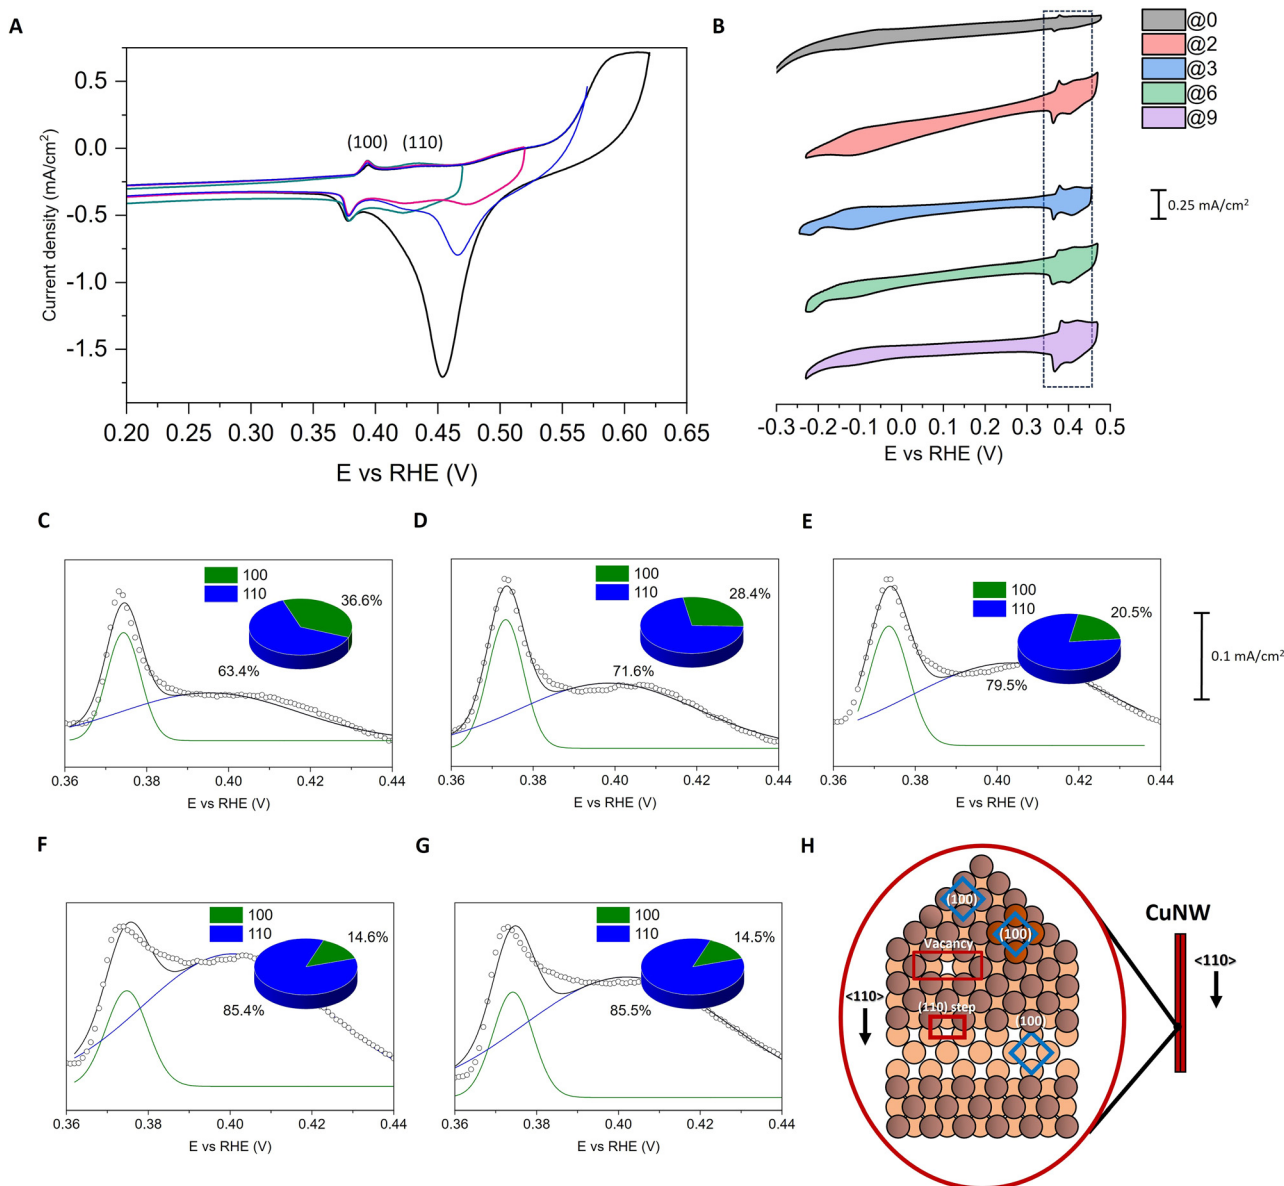 A
0.5
0.0
-0.5
-1.0
-1.5
Current density (mA/cm²)
(100) (110)
0.20 0.25 0.30 0.35 0.40 0.45 0.50 0.55 0.60 0.65
E vs RHE (V)
B
@0
@2
@3
@6
@9
0.25 mA/cm²
-0.3 -0.2 -0.1 0.0 0.1 0.2 0.3 0.4 0.5
E vs RHE (V)
C
100
110
36.6%
63.4%
0.36 0.38 0.40 0.42 0.44
E vs RHE (V)
D
100
110
28.4%
71.6%
0.36 0.38 0.40 0.42 0.44
E vs RHE (V)
E
100
110
20.5%
79.5%
0.36 0.38 0.40 0.42 0.44
E vs RHE (V)
0.1 mA/cm²
F
100
110
14.6%
85.4%
0.36 0.38 0.40 0.42 0.44
E vs RHE (V)
G
100
110
14.5%
85.5%
0.36 0.38 0.40 0.42 0.44
E vs RHE (V)
H
(100)
(100)
Vacancy
<110>
(110) step
(100)
CuNW
<110>